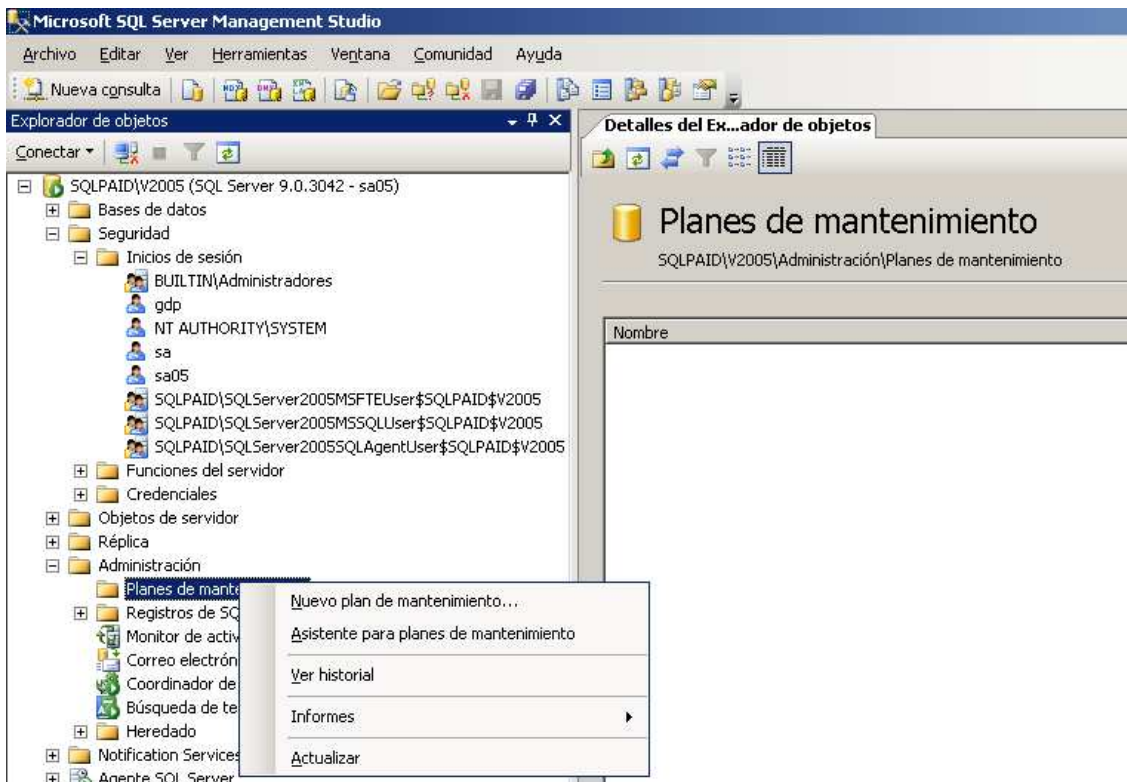 Microsoft SQL Server Management Studio
Archivo Editar Ver Herramientas Ventana Comunidad Ayuda
Nueva consulta
Explorador de objetos
Detalles del Ex...ador de objetos
Conectar
SQLPAID\V2005 (SQL Server 9.0.3042 - sa05)
Bases de datos
Seguridad
Inicios de sesión
BUILTIN\Administradores
gdp
NT AUTHORITY\SYSTEM
sa
sa05
SQLPAID\SQLServer2005MSFTEUser$SQLPAID$V2005
SQLPAID\SQLServer2005MSSQLUser$SQLPAID$V2005
SQLPAID\SQLServer2005SQLAgentUser$SQLPAID$V2005
Funciones del servidor
Credenciales
Objetos de servidor
Réplica
Administración
Planes de mante
Registros de SQ
Monitor de activ
Correo electrón
Coordinador de
Búsqueda de te
Heredado
Notification Services
Agente SQL Server
Nuevo plan de mantenimiento...
Asistente para planes de mantenimiento
Ver historial
Informes
Actualizar
Planes de mantenimiento
SQLPAID\V2005\Administración\Planes de mantenimiento
Nombre